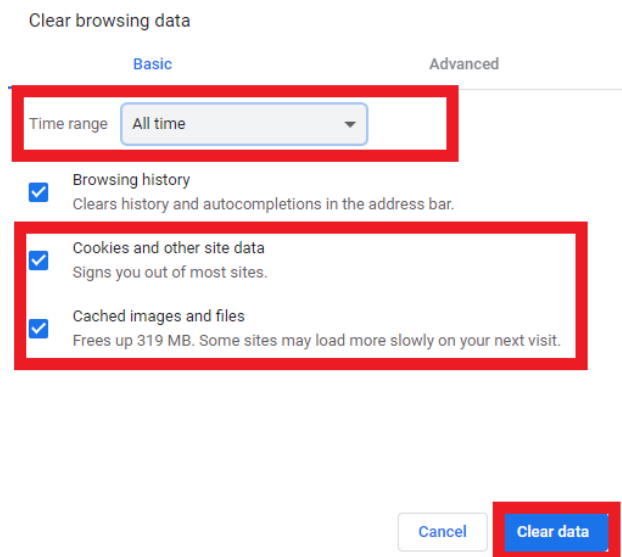 Clear browsing data
Basic Advanced
Time range All time
Browsing history
Clears history and autocompletions in the address bar.
Cookies and other site data
Signs you out of most sites.
Cached images and files
Frees up 319 MB. Some sites may load more slowly on your next visit.
Cancel Clear data